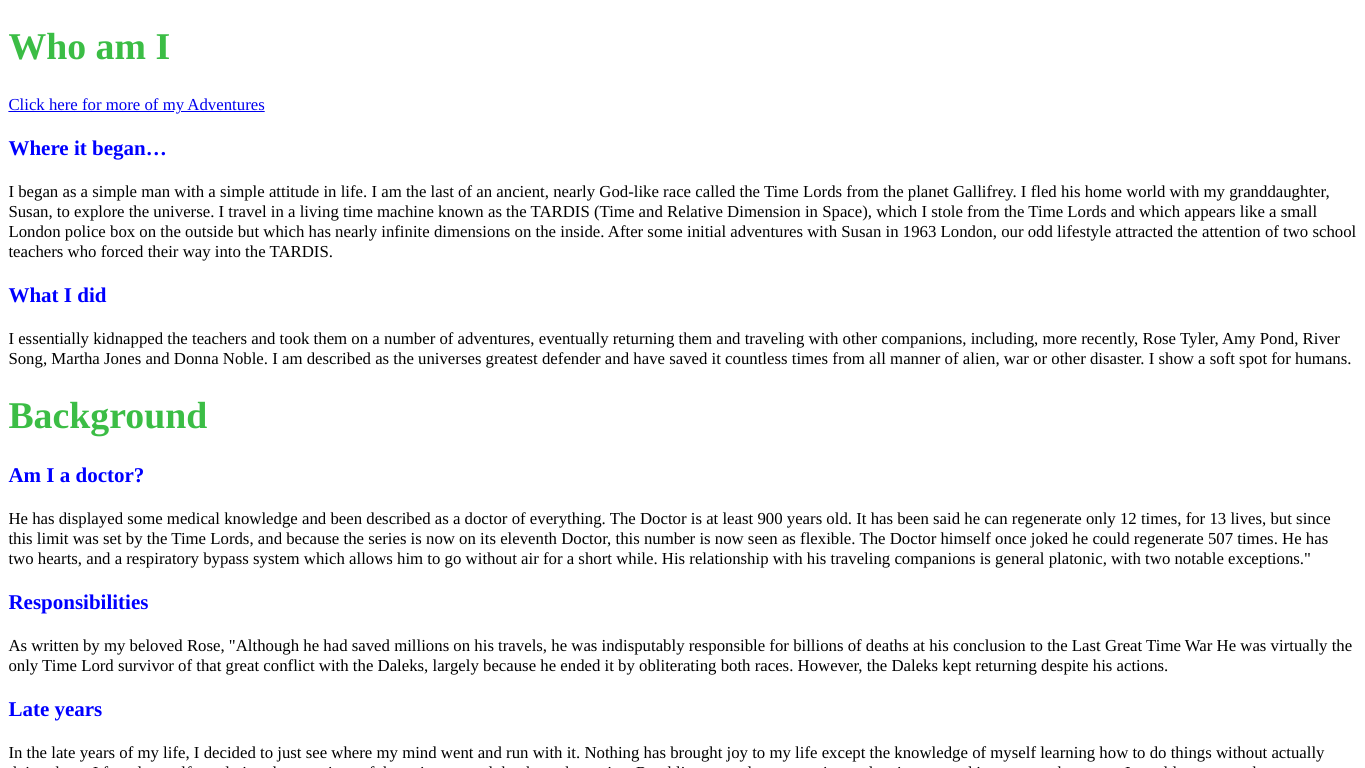 Who am I
Click here for more of my Adventures
Where it began…
I began as a simple man with a simple attitude in life. I am the last of an ancient, nearly God-like race called the Time Lords from the planet Gallifrey. I fled his home world with my granddaughter,
Susan, to explore the universe. I travel in a living time machine known as the TARDIS (Time and Relative Dimension in Space), which I stole from the Time Lords and which appears like a small
London police box on the outside but which has nearly infinite dimensions on the inside. After some initial adventures with Susan in 1963 London, our odd lifestyle attracted the attention of two school
teachers who forced their way into the TARDIS.
What I did
I essentially kidnapped the teachers and took them on a number of adventures, eventually returning them and traveling with other companions, including, more recently, Rose Tyler, Amy Pond, River
Song, Martha Jones and Donna Noble. I am described as the universes greatest defender and have saved it countless times from all manner of alien, war or other disaster. I show a soft spot for humans.
Background
Am I a doctor?
He has displayed some medical knowledge and been described as a doctor of everything. The Doctor is at least 900 years old. It has been said he can regenerate only 12 times, for 13 lives, but since
this limit was set by the Time Lords, and because the series is now on its eleventh Doctor, this number is now seen as flexible. The Doctor himself once joked he could regenerate 507 times. He has
two hearts, and a respiratory bypass system which allows him to go without air for a short while. His relationship with his traveling companions is general platonic, with two notable exceptions."
Responsibilities
As written by my beloved Rose, "Although he had saved millions on his travels, he was indisputably responsible for billions of deaths at his conclusion to the Last Great Time War He was virtually the
only Time Lord survivor of that great conflict with the Daleks, largely because he ended it by obliterating both races. However, the Daleks kept returning despite his actions.
Late years
In the late years of my life, I decided to just see where my mind went and run with it. Nothing has brought joy to my life except the knowledge of myself learning how to do things without actually